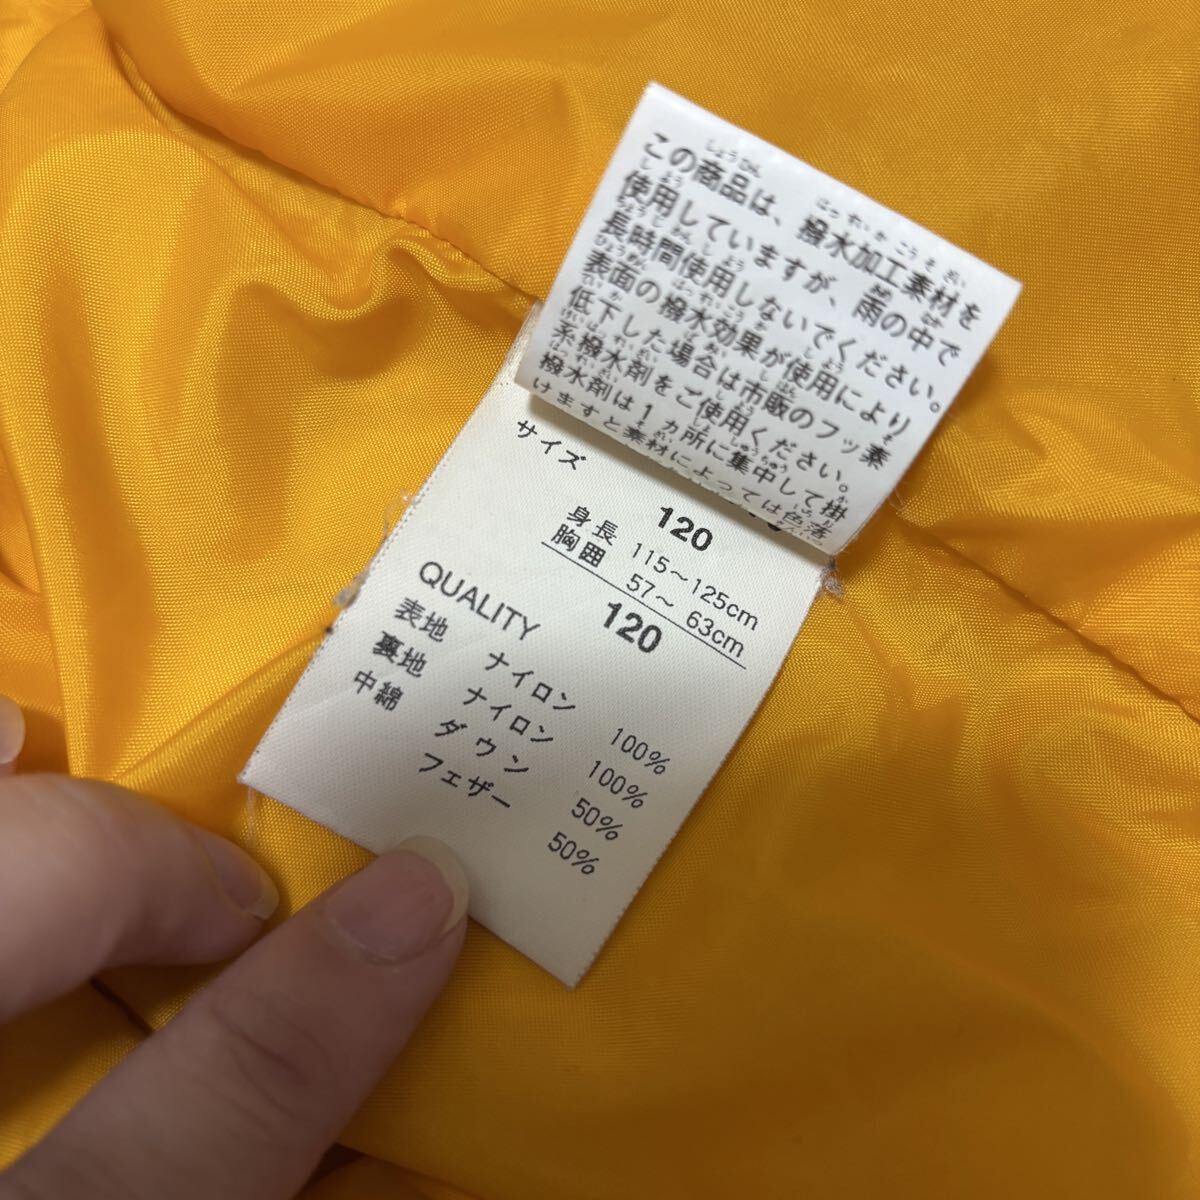 この商品は、撥水加工素材を
使用していますが、雨の中で
長時間使用しないでください。
表面の撥水効果が使用により
低下した場合は市販のフッ素
系撥水剤をご使用ください。
撥水剤は1ヵ所に集中して掛
けますと素材によっては色落
サイズ
120
身長 115～125cm
胸囲 57～ 63cm
120
QUALITY
表地 ナイロン 100%
裏地 ナイロン 100%
中綿 ダウン 50%
フェザー 50%